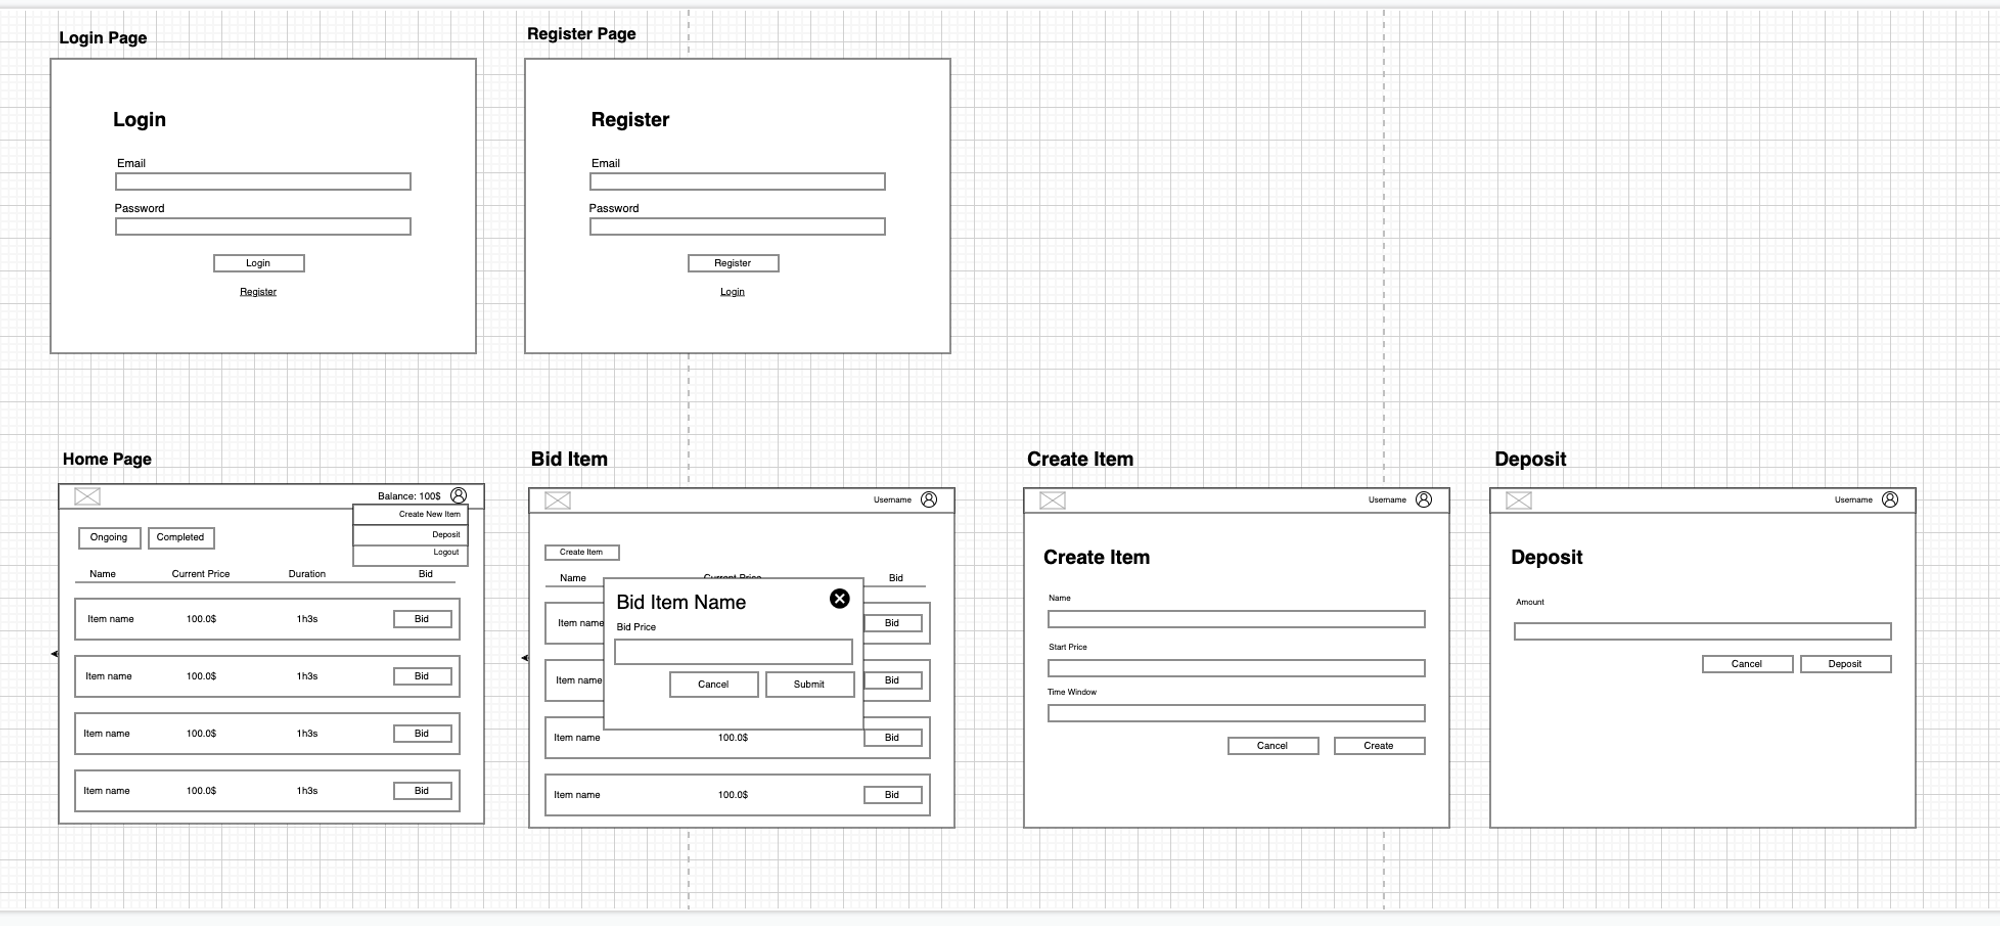 Login Page
Login
Email
Password
Login
Register
Register Page
Register
Email
Password
Register
Login
Home Page
Balance: 100$
Create New Item
Deposit
Logout
Ongoing Completed
Name Current Price Duration Bid
Item name 100.0$ 1h3s Bid
Item name 100.0$ 1h3s Bid
Item name 100.0$ 1h3s Bid
Item name 100.0$ 1h3s Bid
Bid Item
Username
Create Item
Name Current Price Bid
Bid Item Name
Bid Price
Cancel Submit
Item name Bid
Item name Bid
Item name 100.0$ Bid
Item name 100.0$ Bid
Create Item
Username
Create Item
Name
Start Price
Time Window
Cancel Create
Deposit
Username
Deposit
Amount
Cancel Deposit